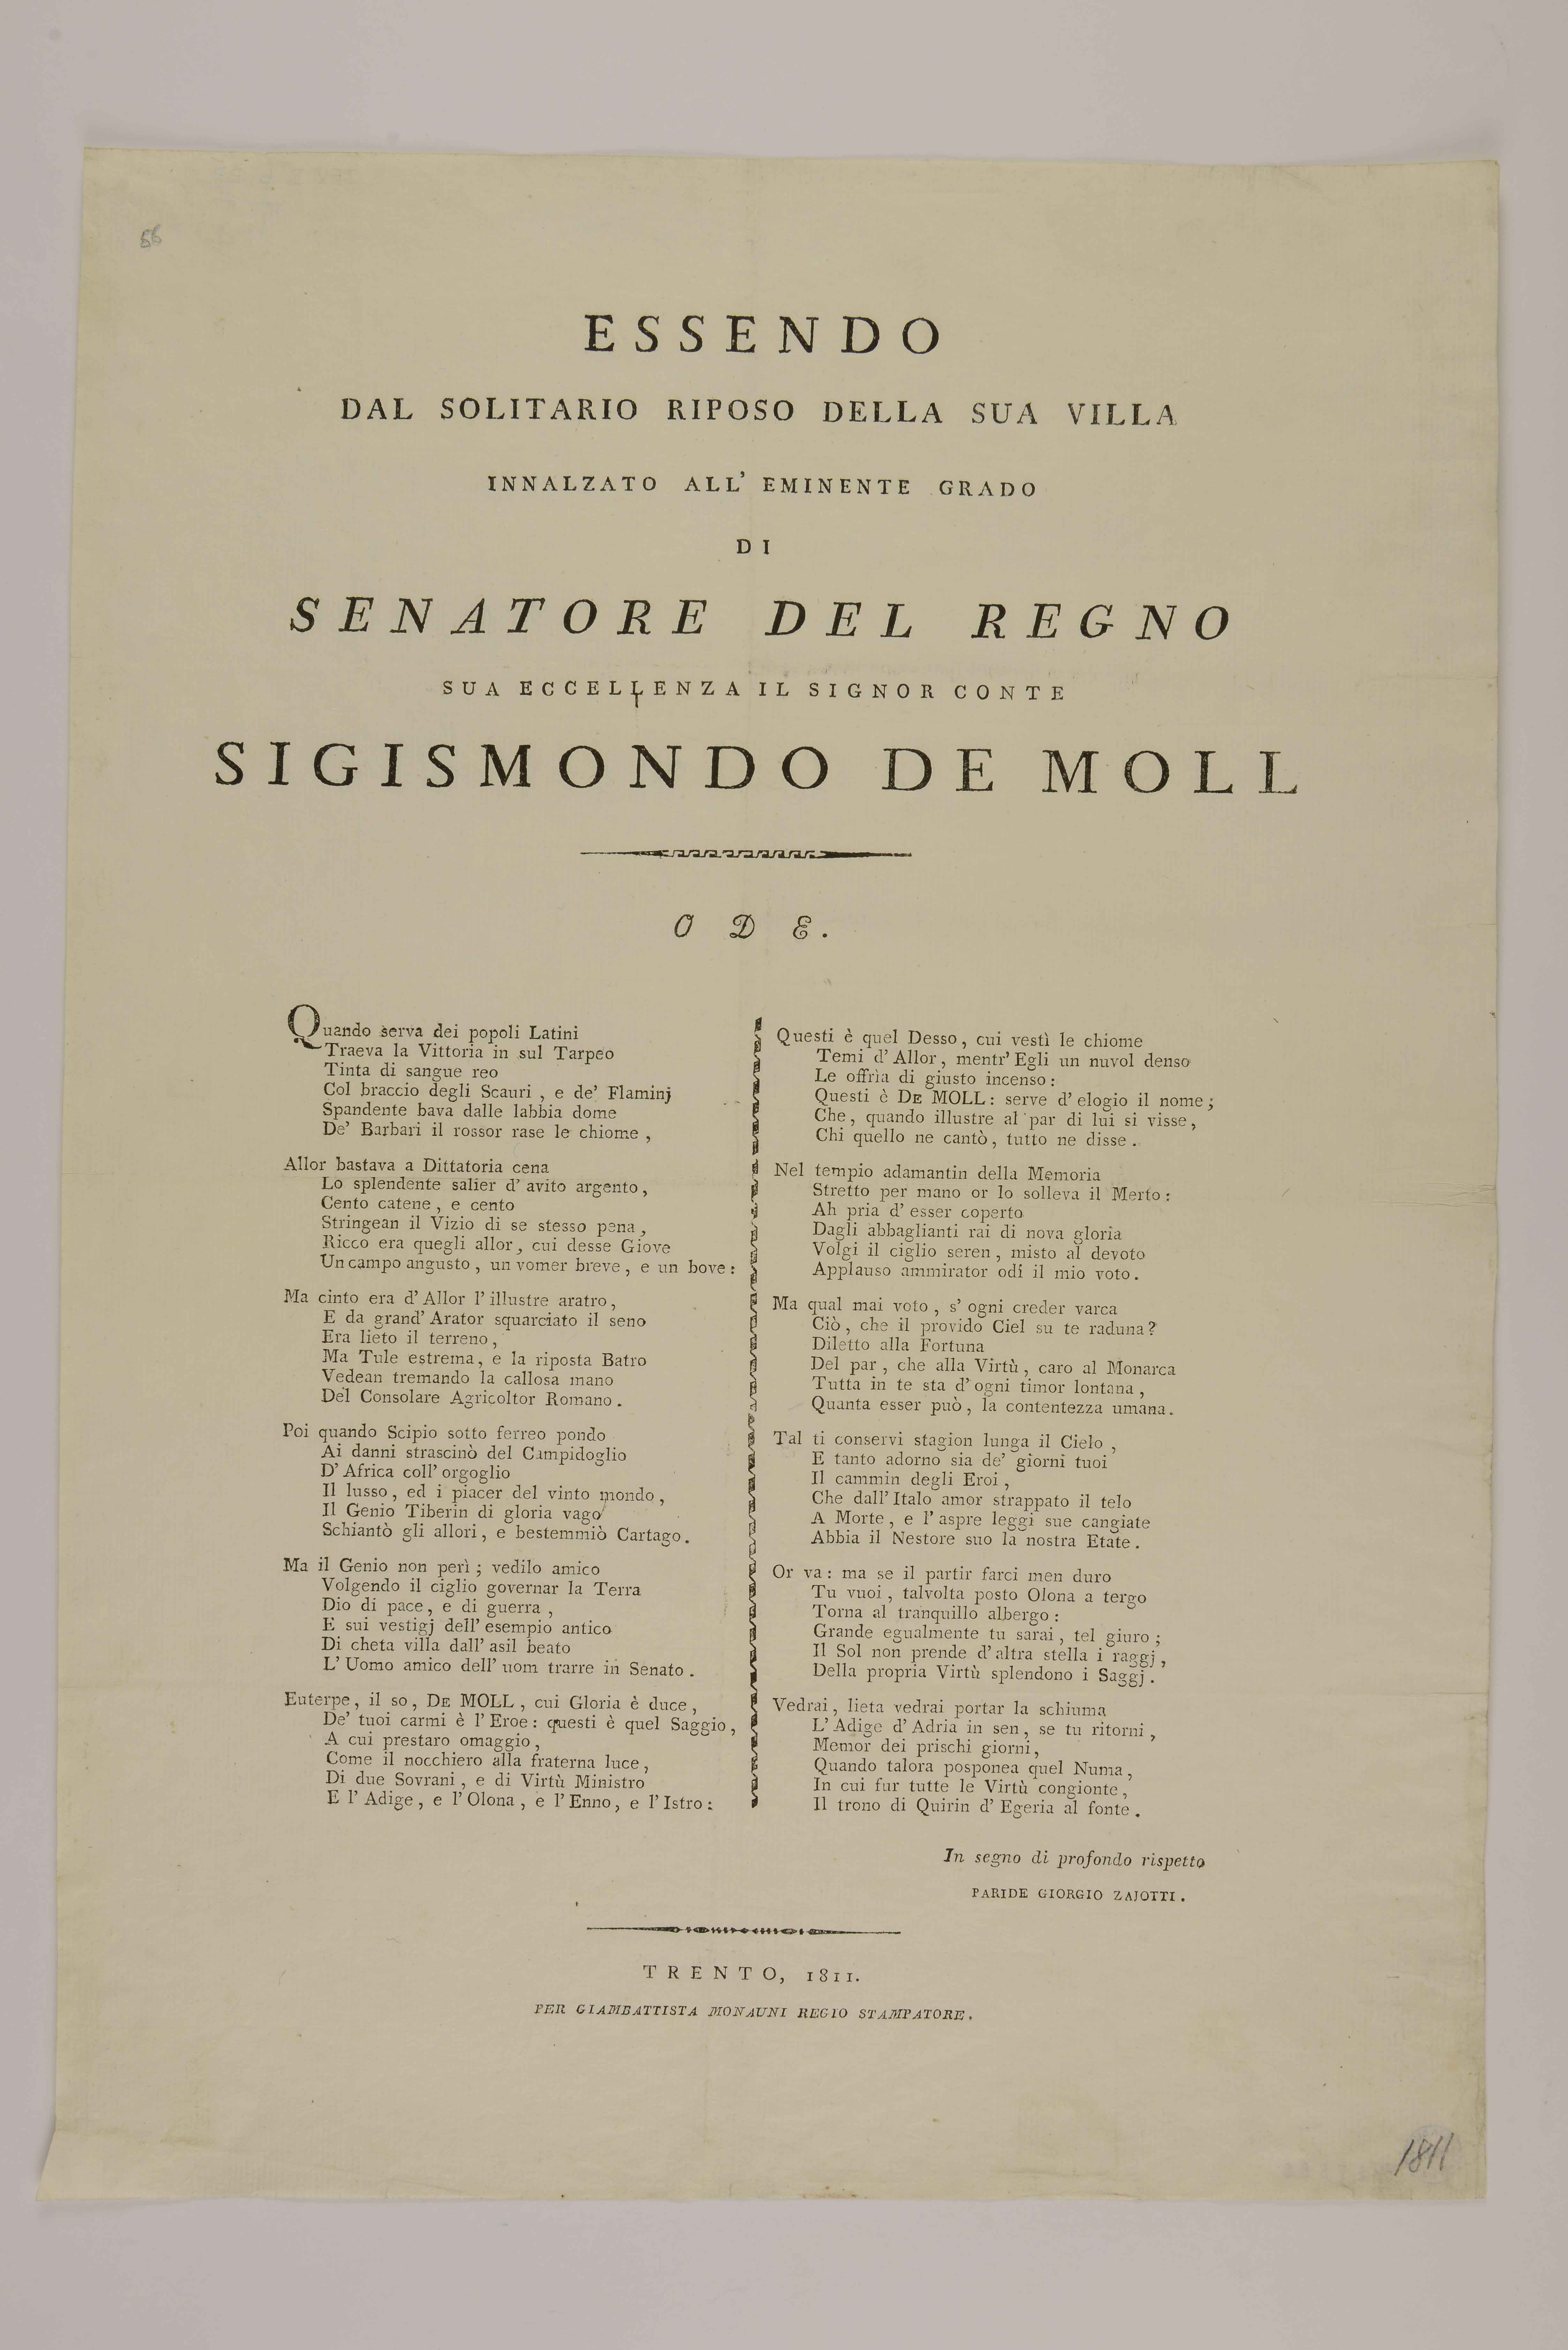 56
ESSENDO
DAL SOLITARIO RIPOSO DELLA SUA VILLA
INNALZATO ALL' EMINENTE GRADO
DI
SENATORE DEL REGNO
SUA ECCELLENZA IL SIGNOR CONTE
SIGISMONDO DE MOLL
ODE.
Quando serva dei popoli Latini
Traeva la Vittoria in sul Tarpeo
Tinta di sangue reo
Col braccio degli Scauri, e de' Flaminj
Spandente bava dalle labbia dome
De' Barbari il rossor rase le chiome,
Allor bastava a Dittatoria cena
Lo splendente salier d' avito argento,
Cento catene, e cento
Stringean il Vizio di se stesso pena,
Ricco era quegli allor, cui desse Giove
Un campo angusto, un vomer breve, e un bove:
Ma cinto era d' Allor l' illustre aratro,
E da grand' Arator squarciato il seno
Era lieto il terreno,
Ma Tule estrema, e la riposta Batro
Vedean tremando la callosa mano
Del Consolare Agricoltor Romano.
Poi quando Scipio sotto ferreo pondo
Ai danni strascinò del Campidoglio
D' Africa coll' orgoglio
Il lusso, ed i piacer del vinto mondo,
Il Genio Tiberin di gloria vago
Schiantò gli allori, e bestemmiò Cartago.
Ma il Genio non perì; vedilo amico
Volgendo il ciglio governar la Terra
Dio di pace, e di guerra,
E sui vestigj dell' esempio antico
Di cheta villa dall' asil beato
L' Uomo amico dell' uom trarre in Senato.
Euterpe, il so, DE MOLL, cui Gloria è duce,
De' tuoi carmi è l' Eroe: questi è quel Saggio,
A cui prestaro omaggio,
Come il nocchiero alla fraterna luce,
Di due Sovrani, e di Virtù Ministro
E l' Adige, e l' Olona, e l' Enno, e l' Istro:
Questi è quel Desso, cui vestì le chiome
Temi d' Allor, mentr' Egli un nuvol denso
Le offrìa di giusto incenso:
Questi è DE MOLL: serve d' elogio il nome;
Che, quando illustre al par di lui si visse,
Chi quello ne cantò, tutto ne disse.
Nel tempio adamantin della Memoria
Stretto per mano or lo solleva il Merto:
Ah pria d' esser coperto
Dagli abbaglianti rai di nova gloria
Volgi il ciglio seren, misto al devoto
Applauso ammirator odi il mio voto.
Ma qual mai voto, s' ogni creder varca
Ciò, che il provido Ciel su te raduna?
Diletto alla Fortuna
Del par, che alla Virtù, caro al Monarca
Tutta in te sta d' ogni timor lontana,
Quanta esser può, la contentezza umana.
Tal ti conservi stagion lunga il Cielo,
E tanto adorno sia de' giorni tuoi
Il cammin degli Eroi,
Che dall' Italo amor strappato il telo
A Morte, e l' aspre leggi sue cangiate
Abbia il Nestore suo la nostra Etate.
Or va: ma se il partir farci men duro
Tu vuoi, talvolta posto Olona a tergo
Torna al tranquillo albergo:
Grande egualmente tu sarai, tel giuro;
Il Sol non prende d' altra stella i raggj,
Della propria Virtù splendono i Saggj.
Vedrai, lieta vedrai portar la schiuma
L' Adige d' Adria in sen, se tu ritorni,
Memor dei prischi giorni,
Quando talora posponea quel Numa,
In cui fur tutte le Virtù congionte,
Il trono di Quirin d' Egeria al fonte.
In segno di profondo rispetto
PARIDE GIORGIO ZAJOTTI.
TRENTO, 1811.
PER GIAMBATTISTA MONAUNI REGIO STAMPATORE.
1811